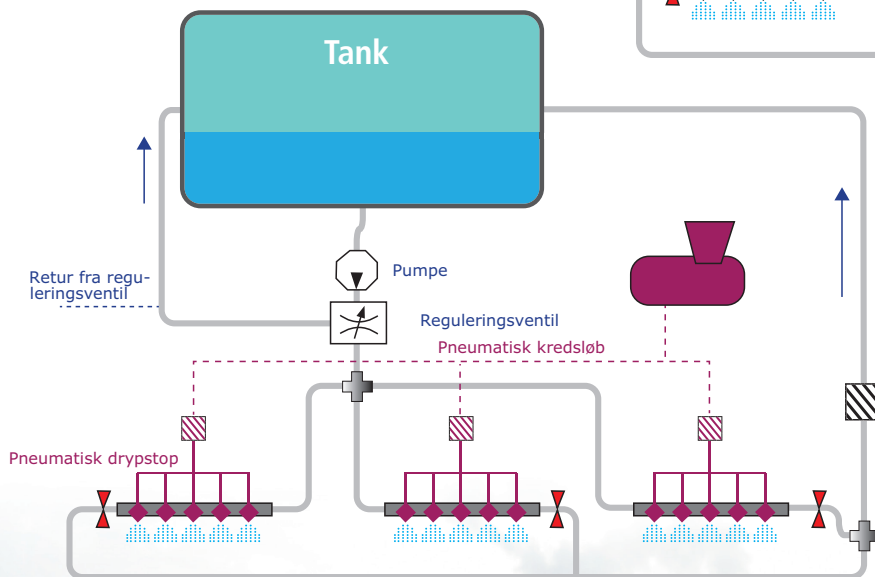 Tank
Pumpe
Retur fra regu-
leringsventil
Reguleringsventil
Pneumatisk kredsløb
Pneumatisk drypstop